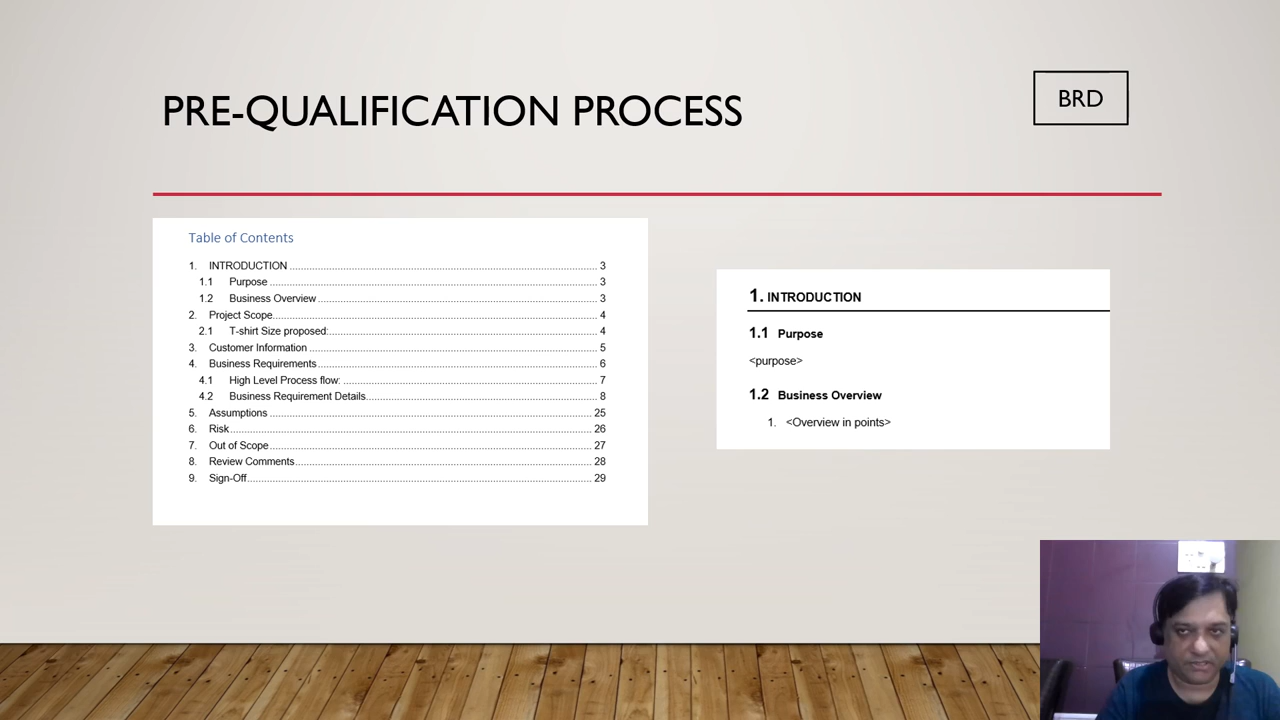 PRE-QUALIFICATION PROCESS
BRD
Table of Contents
1. INTRODUCTION 3
1.1 Purpose 3
1.2 Business Overview 3
2. Project Scope 4
2.1 T-shirt Size proposed: 4
3. Customer Information 5
4. Business Requirements 6
4.1 High Level Process flow: 7
4.2 Business Requirement Details 8
5. Assumptions 25
6. Risk 26
7. Out of Scope 27
8. Review Comments 28
9. Sign-Off 29
1. INTRODUCTION
1.1 Purpose
<purpose>
1.2 Business Overview
1. <Overview in points>